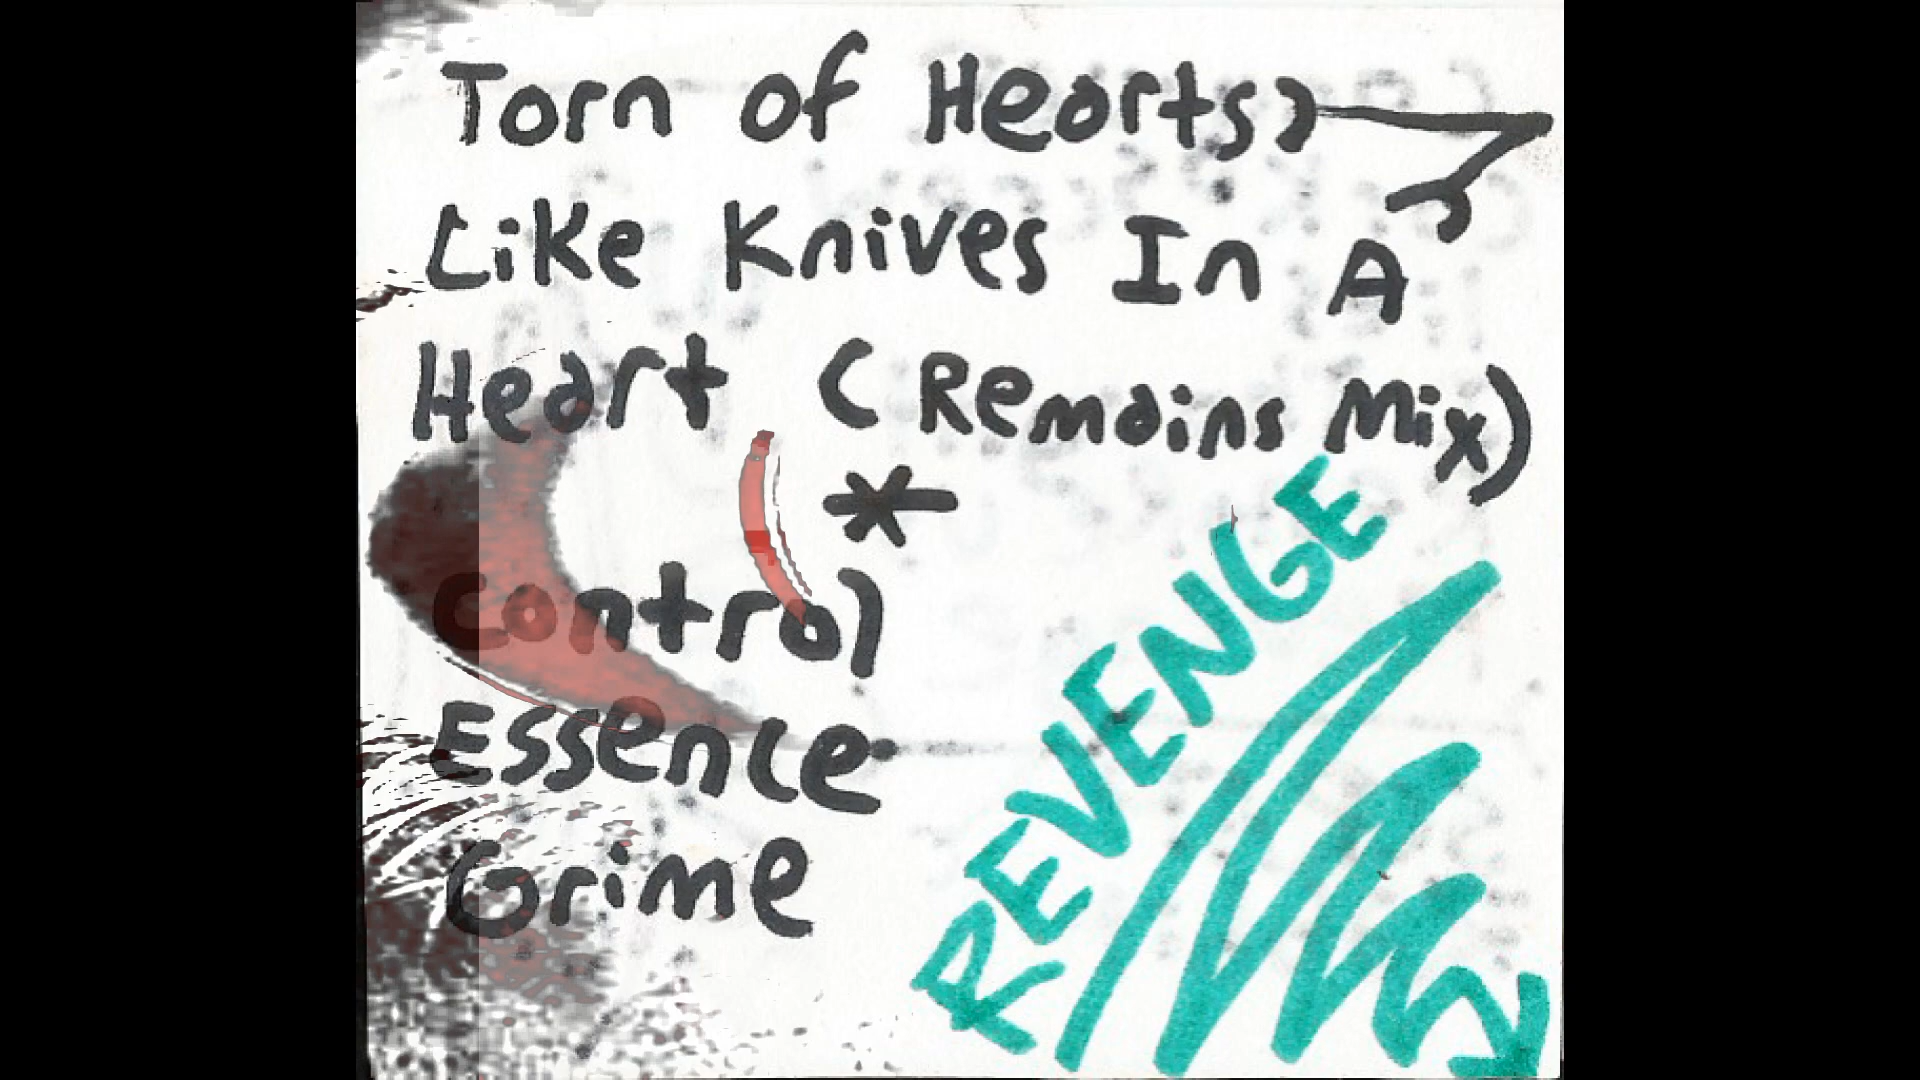 Torn of Hearts
Like Knives In A
Heart (Remains Mix)
*
Control
Essence
Grime
REVENGE